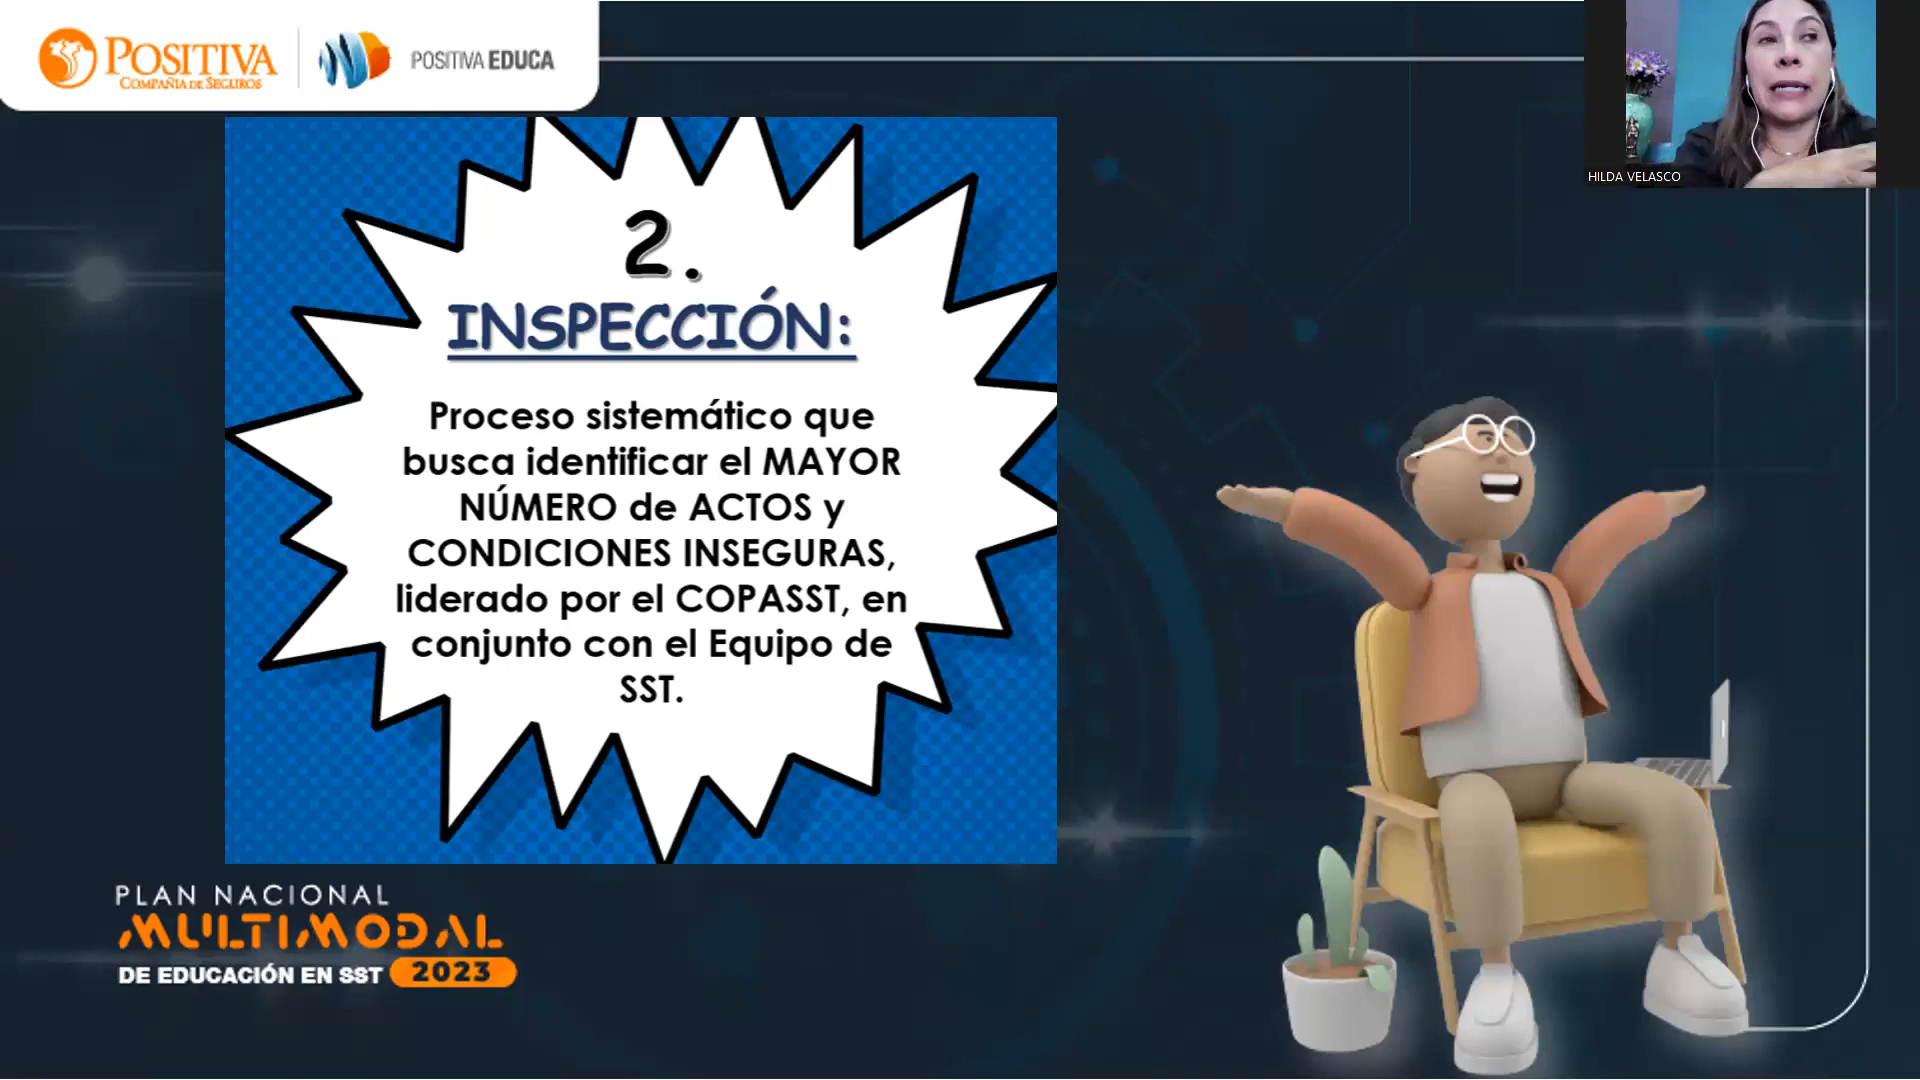 POSITIVA
COMPAÑIA DE SEGUROS
POSITIVA EDUCA
HILDA VELASCO
2.
INSPECCIÓN:
Proceso sistemático que
busca identificar el MAYOR
NÚMERO de ACTOS y
CONDICIONES INSEGURAS,
liderado por el COPASST, en
conjunto con el Equipo de
SST.
PLAN NACIONAL
MULTIMODAL
DE EDUCACIÓN EN SST 2023